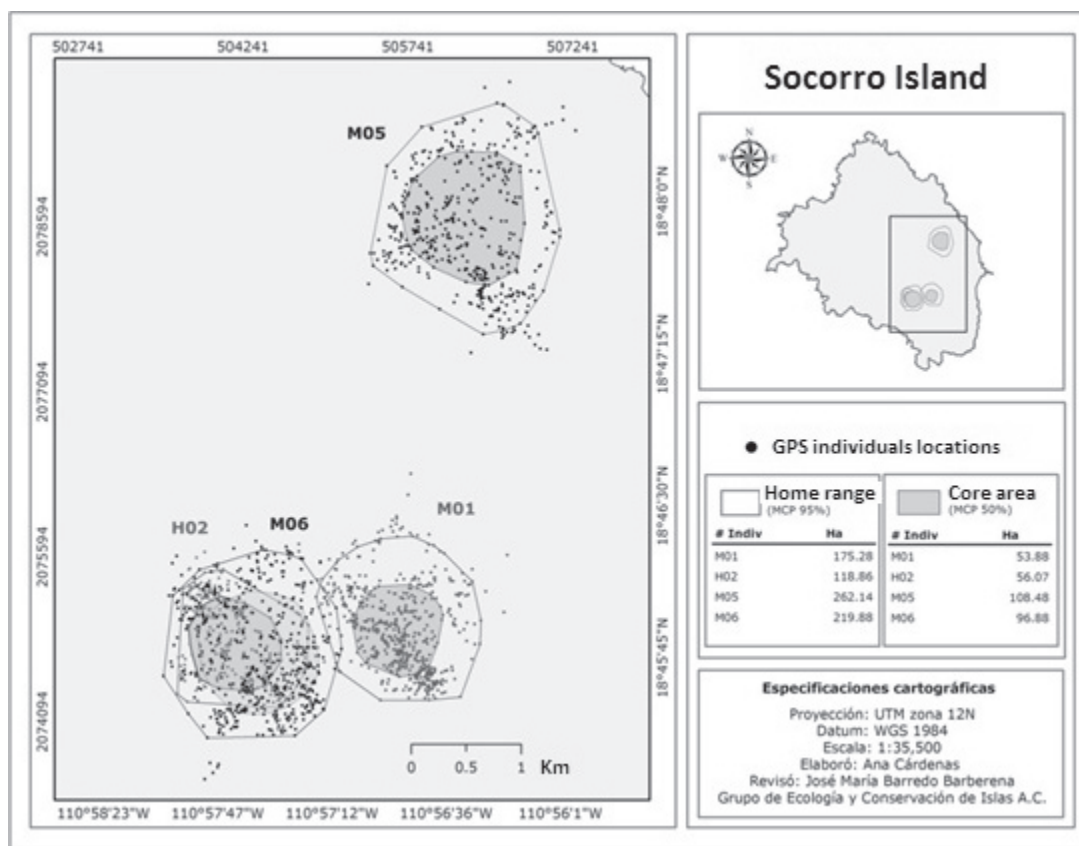 502741 504241 505741 507241
M05
2078594
18°48'0"N
18°47'15"N
2077094
18°46'30"N
M01
H02 M06
2075594
18°45'45"N
2074094
0 0.5 1 Km
110°58'23"W 110°57'47"W 110°57'12"W 110°56'36"W 110°56'1"W
Socorro Island
N
W E
S
GPS individuals locations
Home range
(MCP 95%)
# Indiv Ha
M01 175.28
H02 118.86
M05 262.14
M06 219.88
Core area
(MCP 50%)
# Indiv Ha
M01 53.88
H02 56.07
M05 108.48
M06 96.88
Especificaciones cartográficas
Proyección: UTM zona 12N
Datum: WGS 1984
Escala: 1:35,500
Elaboró: Ana Cárdenas
Revisó: José María Barredo Barberena
Grupo de Ecología y Conservación de Islas A.C.